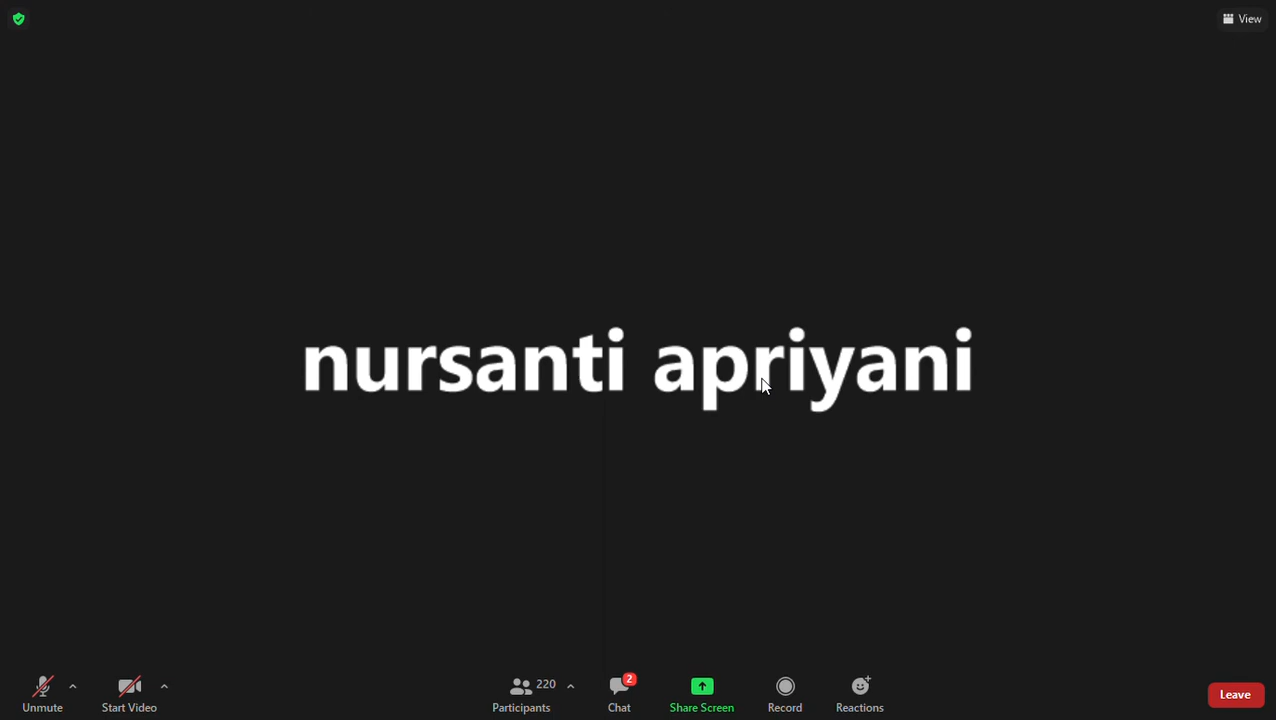 View
nursanti apriyani
Unmute
Start Video
220
Participants
2
Chat
Share Screen
Record
Reactions
Leave